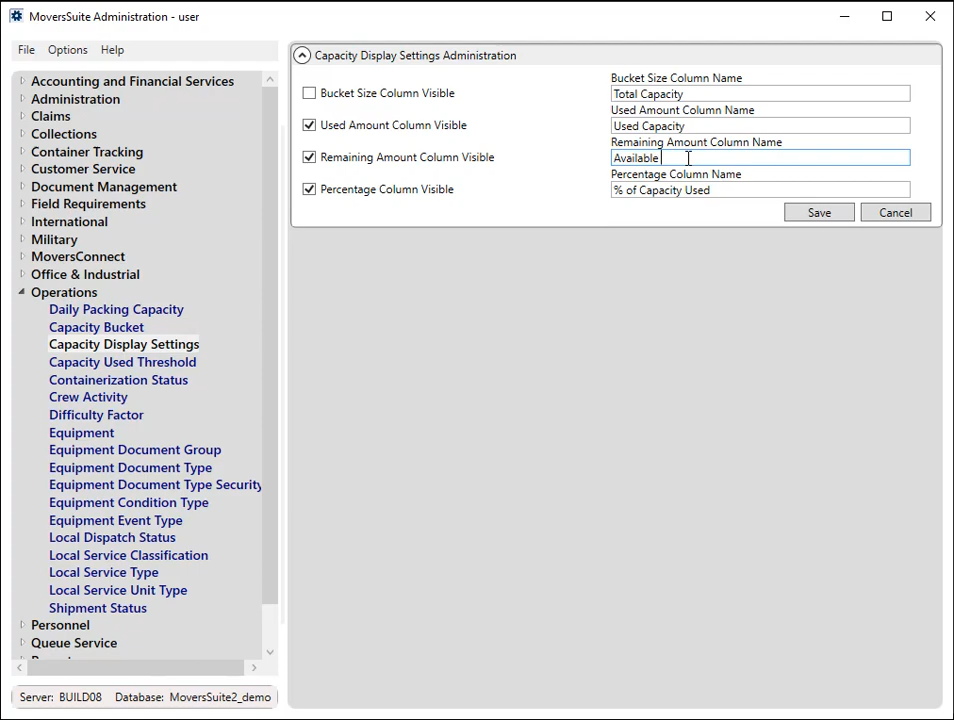 MoversSuite Administration - user
File Options Help
Accounting and Financial Services
Administration
Claims
Collections
Container Tracking
Customer Service
Document Management
Field Requirements
International
Military
MoversConnect
Office & Industrial
Operations
Daily Packing Capacity
Capacity Bucket
Capacity Display Settings
Capacity Used Threshold
Containerization Status
Crew Activity
Difficulty Factor
Equipment
Equipment Document Group
Equipment Document Type
Equipment Document Type Security
Equipment Condition Type
Equipment Event Type
Local Dispatch Status
Local Service Classification
Local Service Type
Local Service Unit Type
Shipment Status
Personnel
Queue Service
Server: BUILD08 Database: MoversSuite2_demo
Capacity Display Settings Administration
Bucket Size Column Visible
Used Amount Column Visible
Remaining Amount Column Visible
Percentage Column Visible
Bucket Size Column Name
Total Capacity
Used Amount Column Name
Used Capacity
Remaining Amount Column Name
Available
Percentage Column Name
% of Capacity Used
Save Cancel